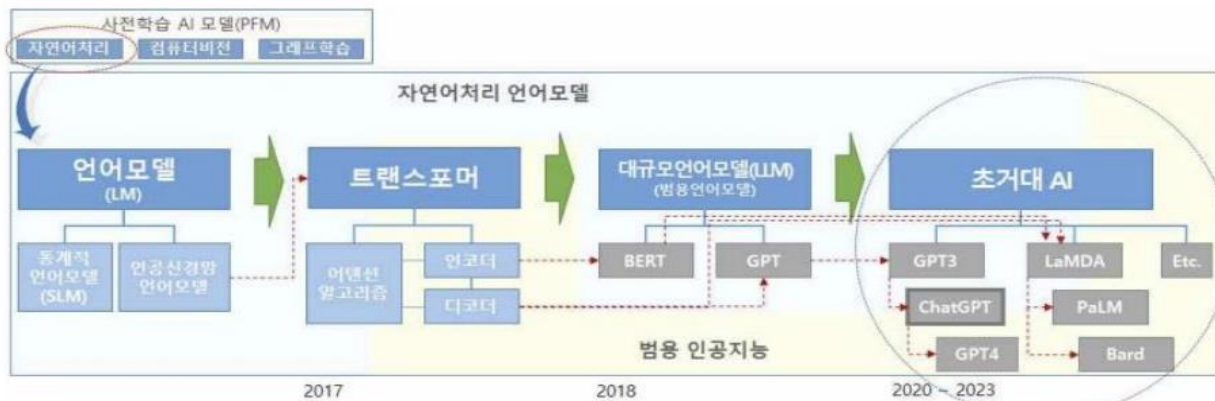 사전학습 AI 모델(PFM)
자연어처리 컴퓨터비전 그래프학습
자연어처리 언어모델
언어모델
(LM)
트랜스포머
대규모언어모델(LLM)
(범용언어모델)
초거대 AI
통계적
언어모델
(SLM)
인공신경망
언어모델
어텐션
알고리즘
인코더
디코더
BERT
GPT
GPT3
LaMDA
Etc.
ChatGPT
PaLM
GPT4
Bard
범용 인공지능
2017
2018
2020 ~ 2023